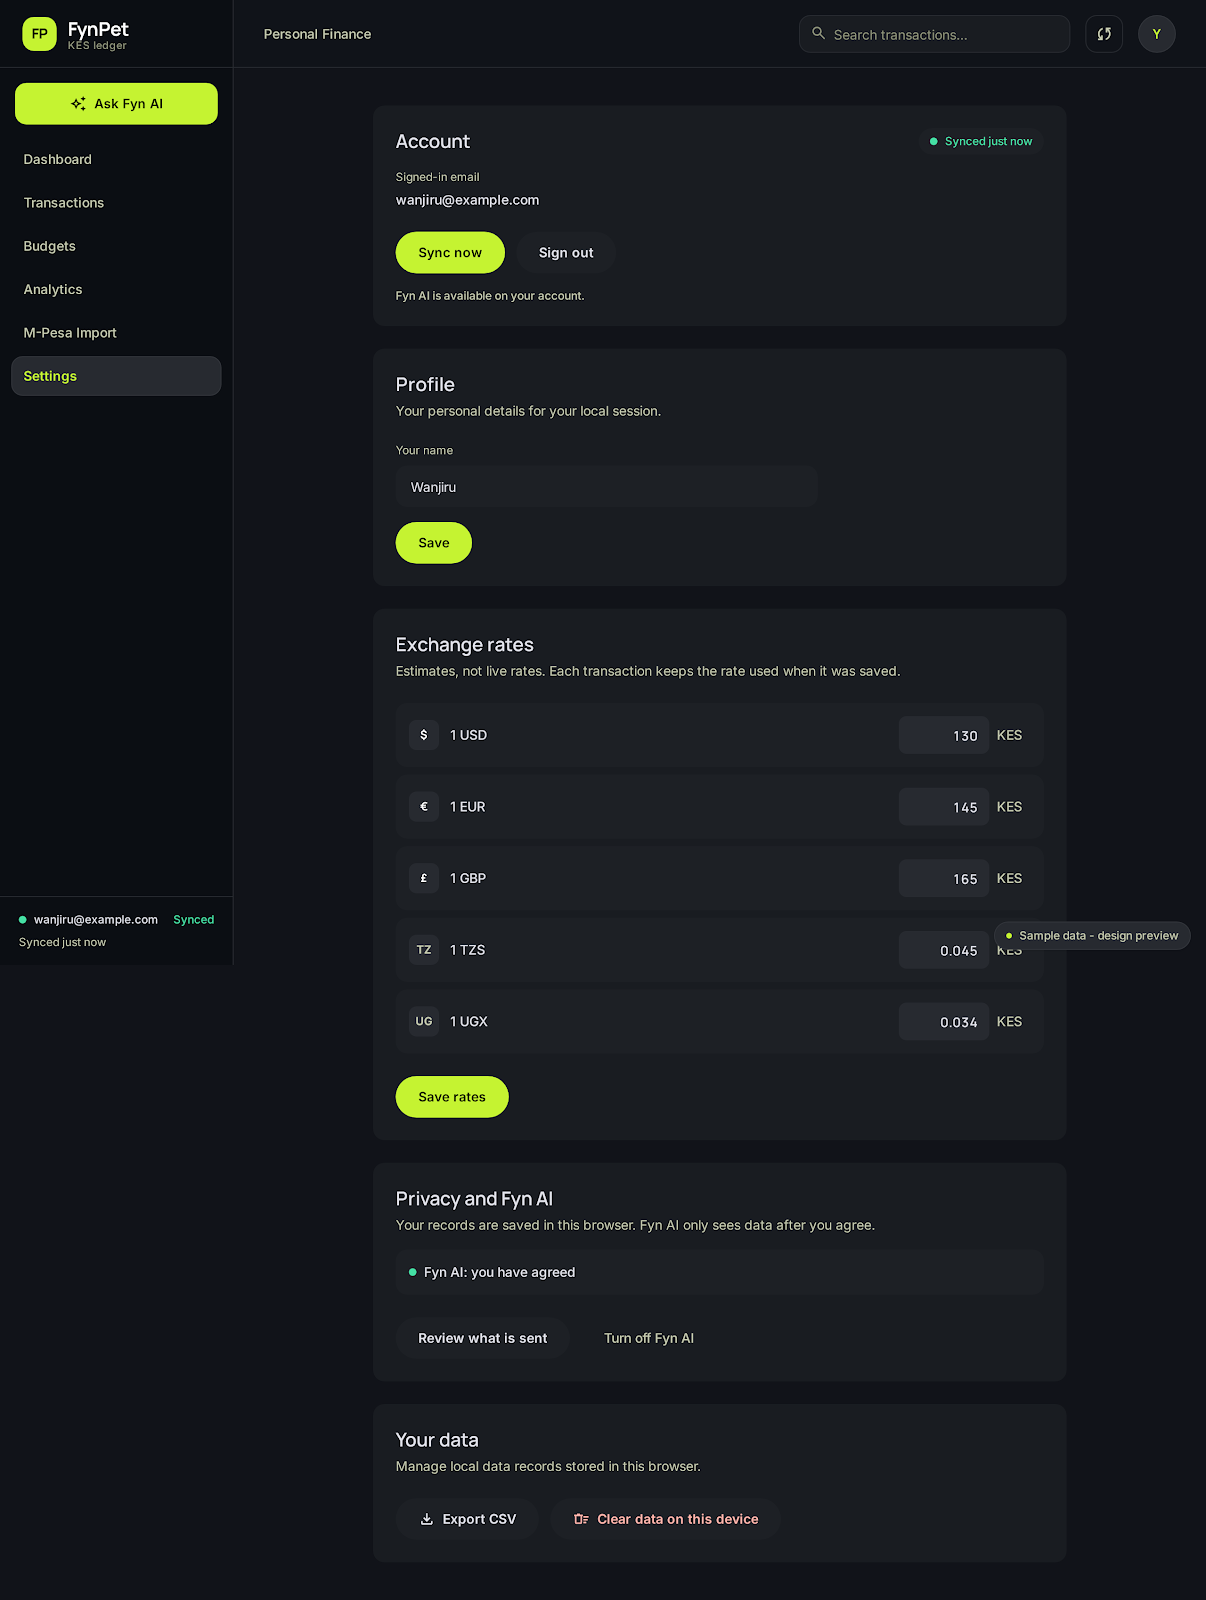 FP
FynPet
KES ledger
Personal Finance
Search transactions...
Y
Ask Fyn AI
Dashboard
Transactions
Budgets
Analytics
M-Pesa Import
Settings
wanjiru@example.com
Synced
Synced just now
Account
Synced just now
Signed-in email
wanjiru@example.com
Sync now
Sign out
Fyn AI is available on your account.
Profile
Your personal details for your local session.
Your name
Wanjiru
Save
Exchange rates
Estimates, not live rates. Each transaction keeps the rate used when it was saved.
$ 1 USD 130 KES
€ 1 EUR 145 KES
£ 1 GBP 165 KES
TZ 1 TZS 0.045 KES
Sample data - design preview
UG 1 UGX 0.034 KES
Save rates
Privacy and Fyn AI
Your records are saved in this browser. Fyn AI only sees data after you agree.
Fyn AI: you have agreed
Review what is sent
Turn off Fyn AI
Your data
Manage local data records stored in this browser.
Export CSV
Clear data on this device